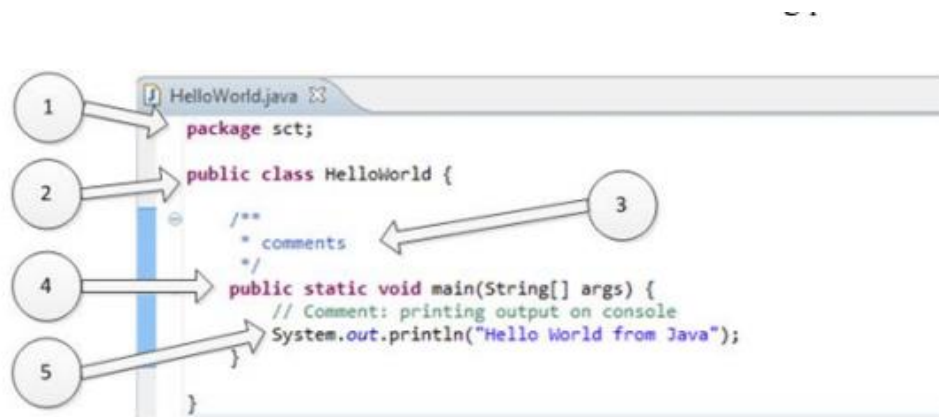 HelloWorld.java
1
package sct;
2
public class HelloWorld {
3
/**
* comments
*/
4
public static void main(String[] args) {
// Comment: printing output on console
System.out.println("Hello World from Java");
5
}
}